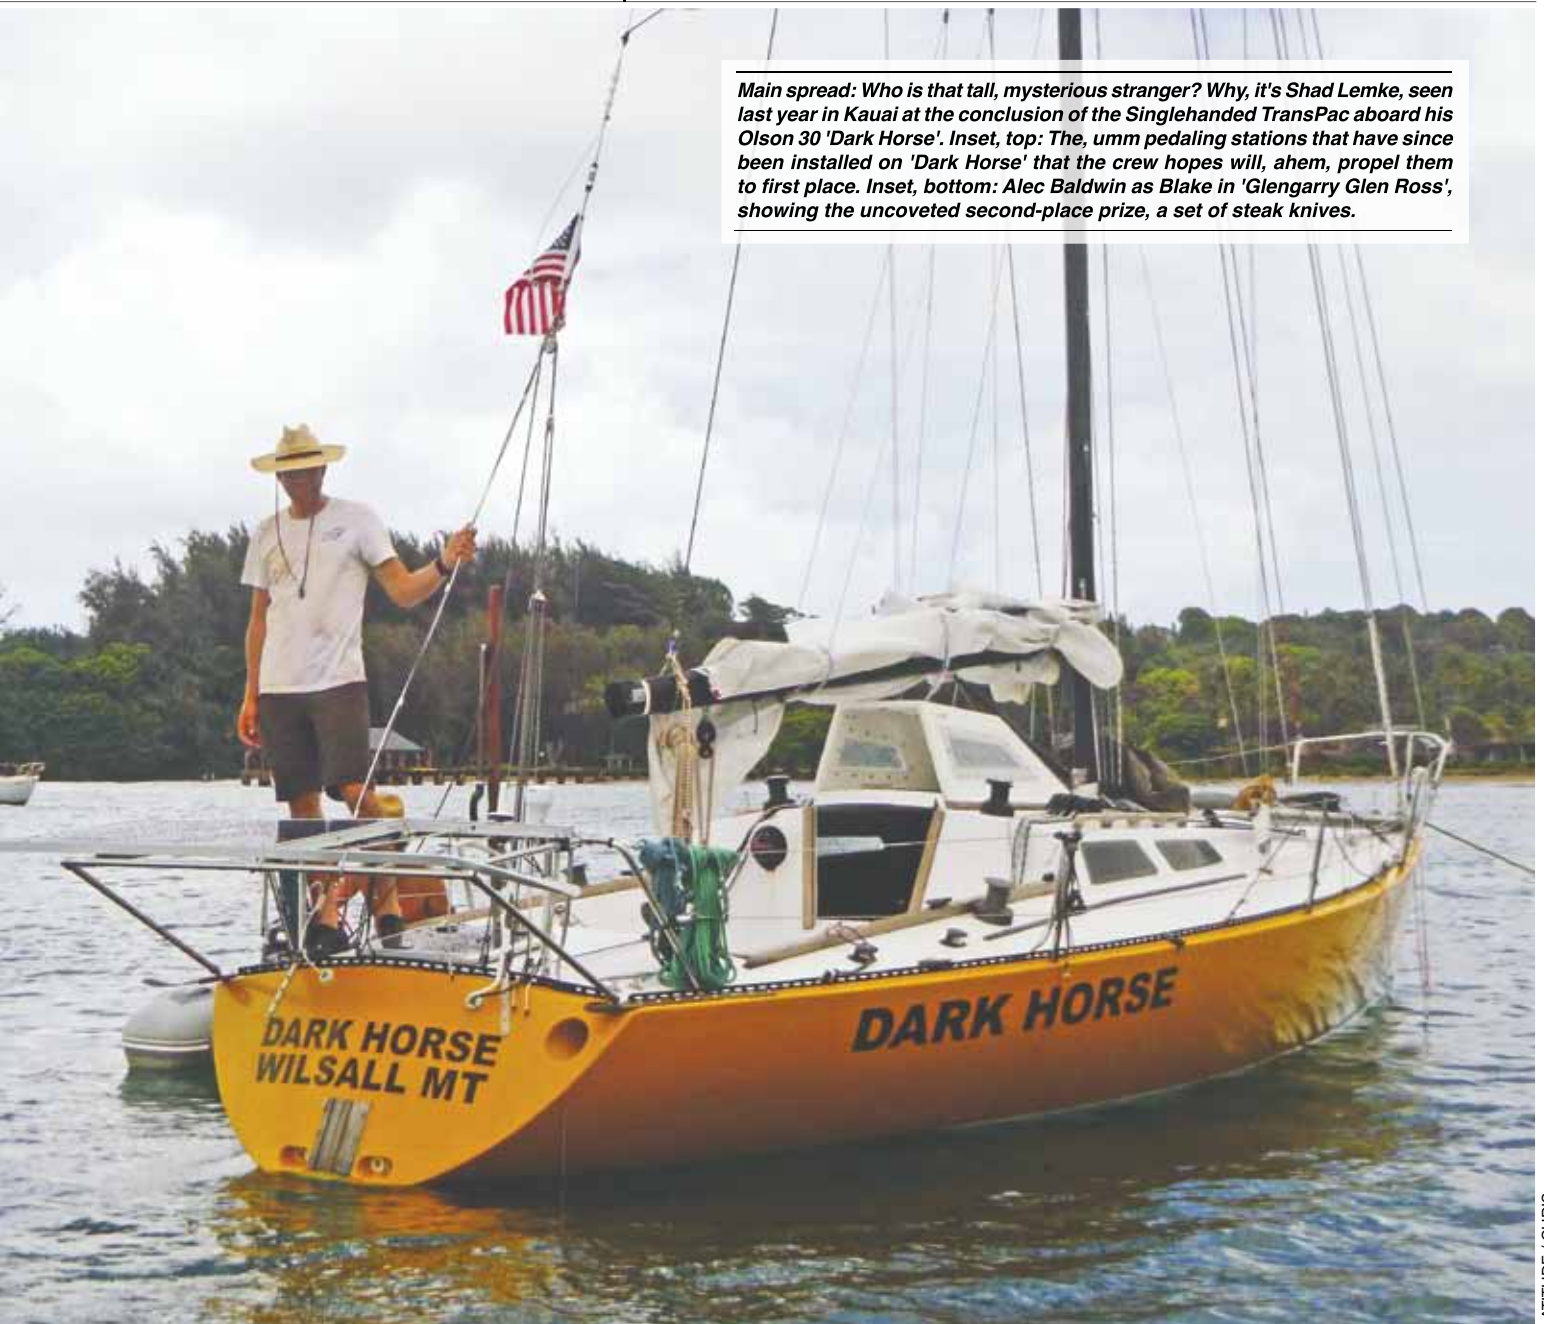 Main spread: Who is that tall, mysterious stranger? Why, it's Shad Lemke, seen
last year in Kauai at the conclusion of the Singlehanded TransPac aboard his
Olson 30 'Dark Horse'. Inset, top: The, umm pedaling stations that have since
been installed on 'Dark Horse' that the crew hopes will, ahem, propel them
to first place. Inset, bottom: Alec Baldwin as Blake in 'Glengarry Glen Ross',
showing the uncoveted second-place prize, a set of steak knives.
DARK HORSE
DARK HORSE
WILSALL MT